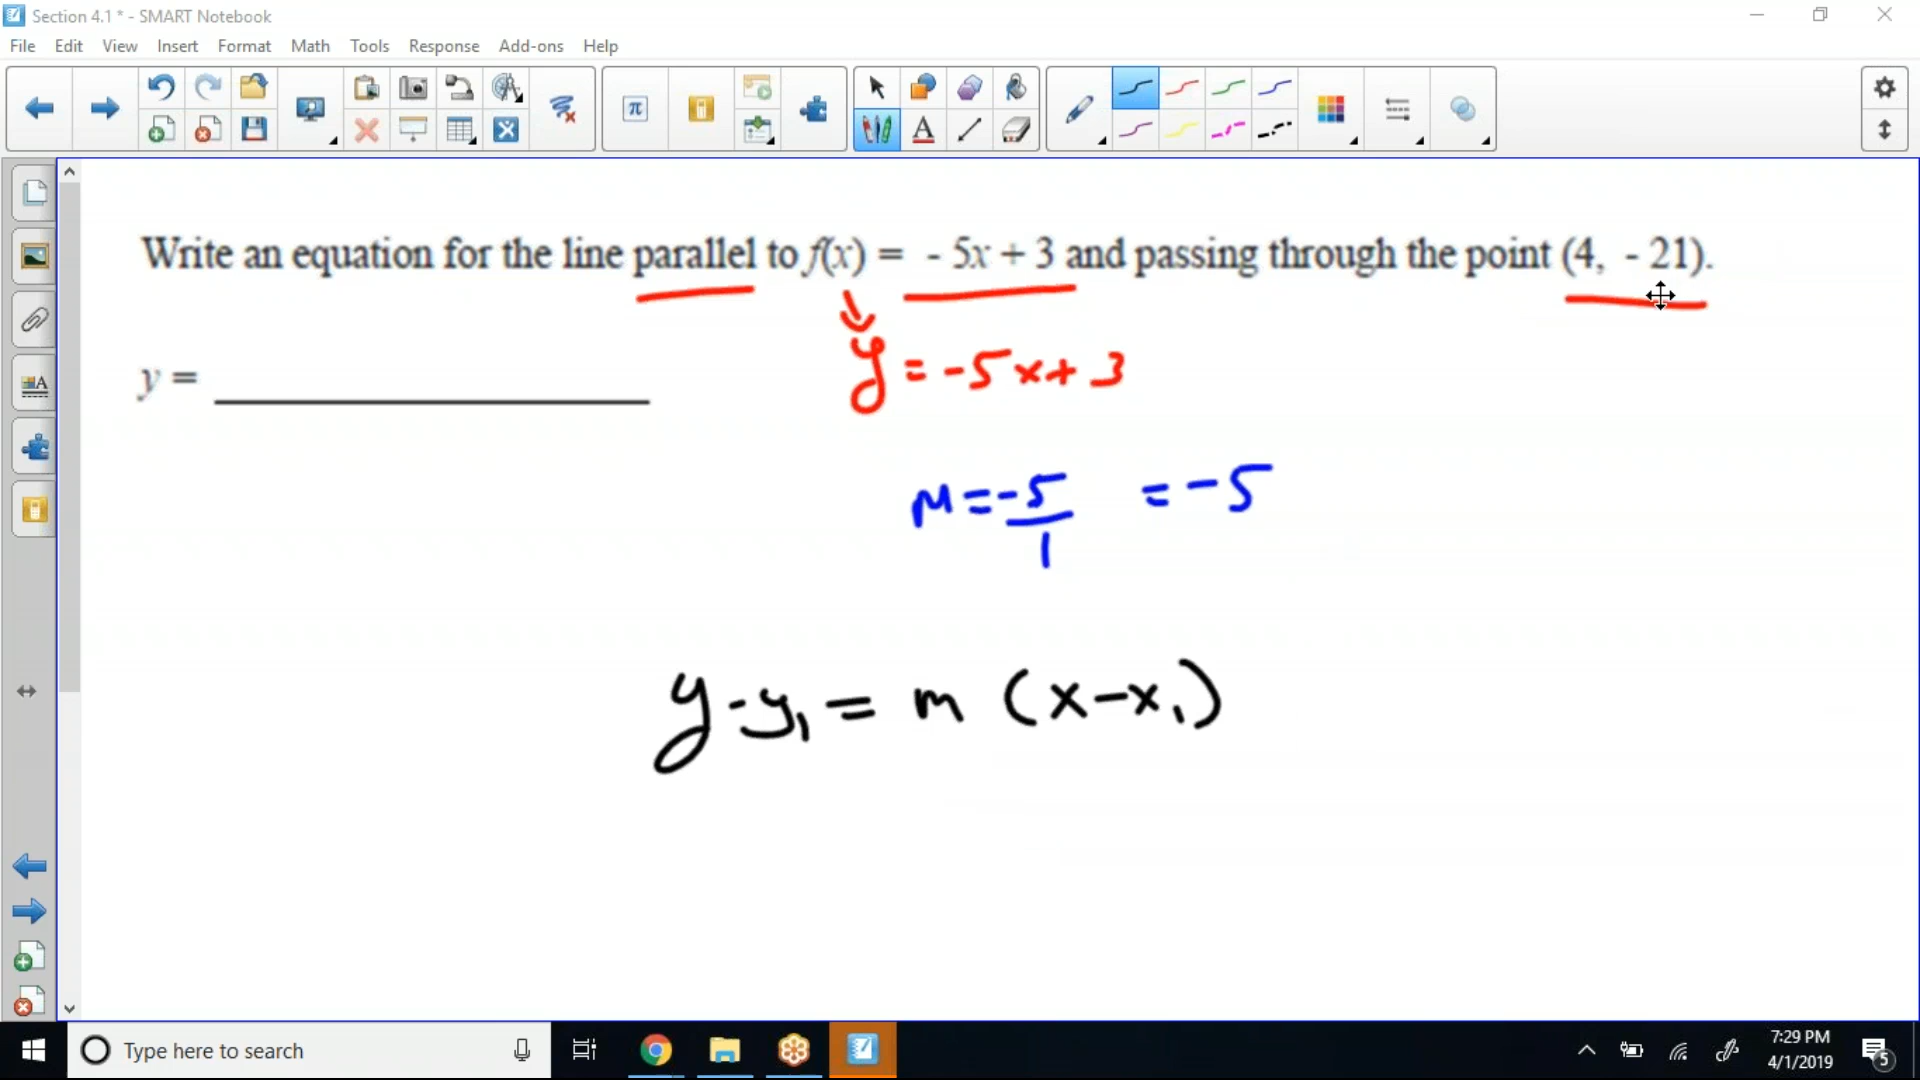 Section 4.1 * - SMART Notebook
File Edit View Insert Format Math Tools Response Add-ons Help
Write an equation for the line parallel to f(x) = - 5x + 3 and passing through the point (4, - 21).
y = -5x + 3
y =
m = -5/1 = -5
y - y₁ = m (x - x₁)
Type here to search
7:29 PM
4/1/2019
5